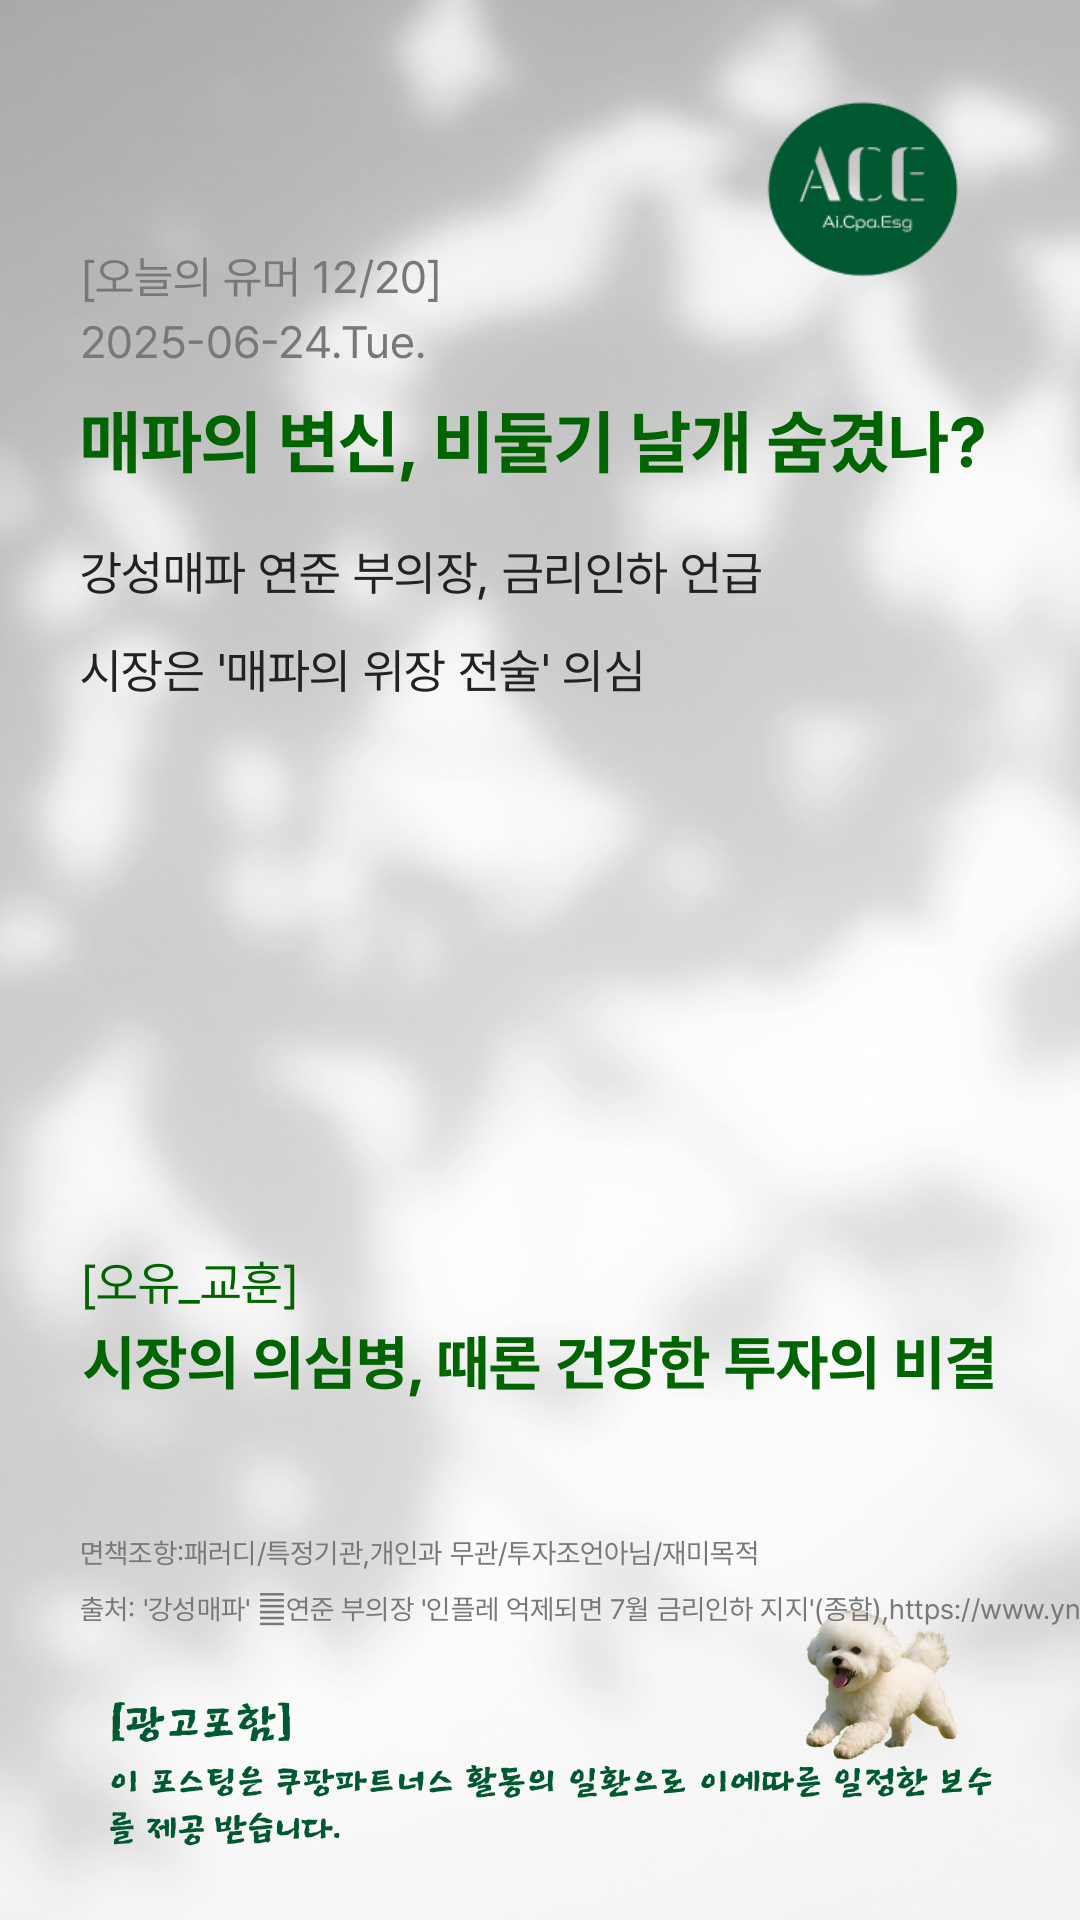 ACE
Ai.Cpa.Esg
[오늘의 유머 12/20]
2025-06-24.Tue.
매파의 변신, 비둘기 날개 숨겼나?
강성매파 연준 부의장, 금리인하 언급
시장은 '매파의 위장 전술' 의심
[오유_교훈]
시장의 의심병, 때론 건강한 투자의 비결
면책조항:패러디/특정기관,개인과 무관/투자조언아님/재미목적
출처: '강성매파' 연준 부의장 '인플레 억제되면 7월 금리인하 지지'(종합),https://www.yn
[광고포함]
이 포스팅은 쿠팡파트너스 활동의 일환으로 이에따른 일정한 보수
를 제공 받습니다.